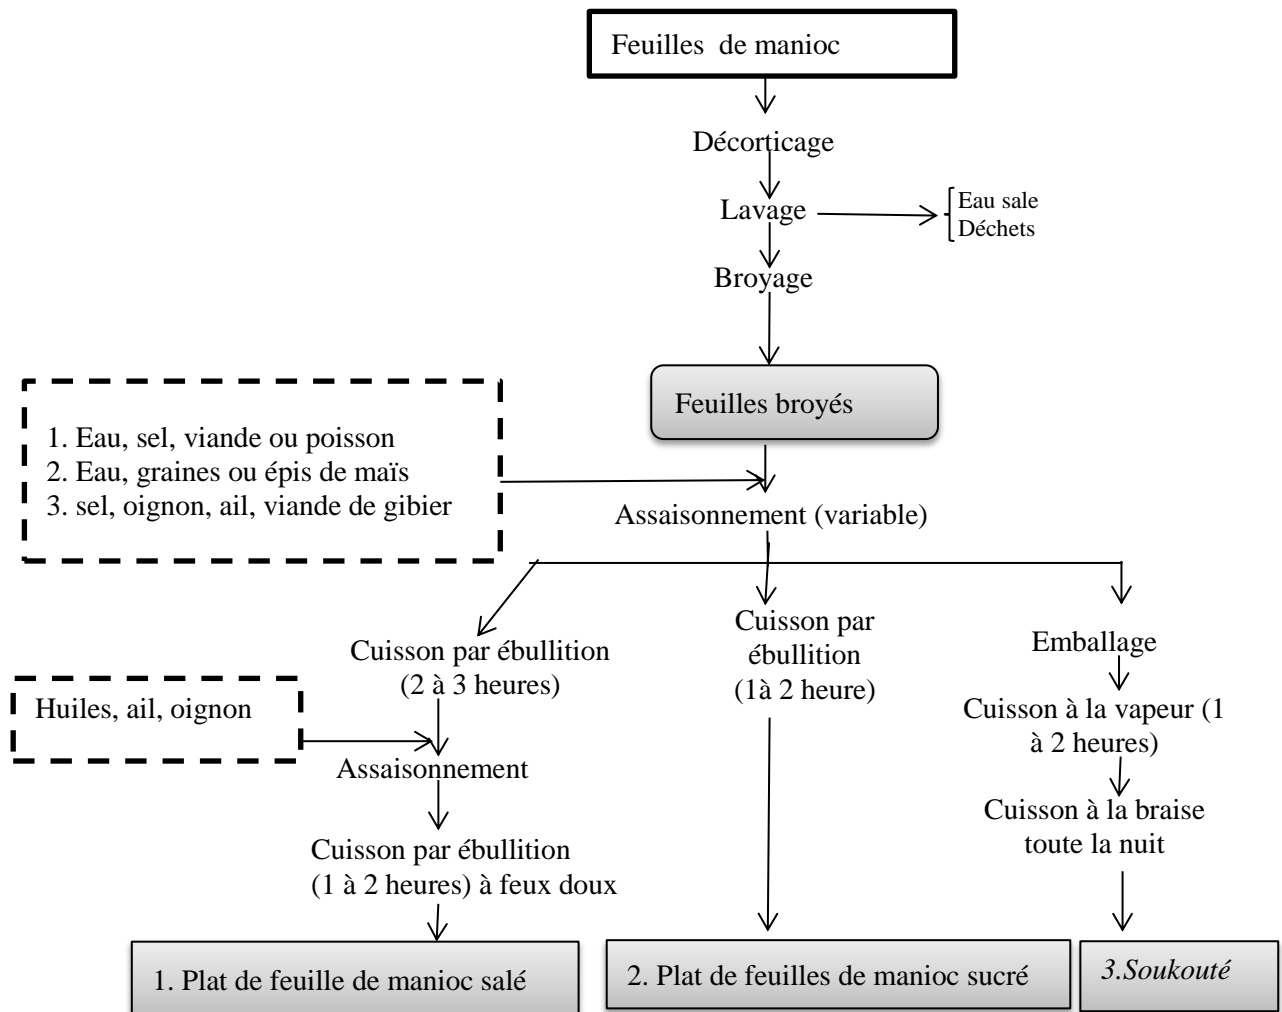 Feuilles de manioc
Décorticage
Lavage
Eau sale
Déchets
Broyage
Feuilles broyés
1. Eau, sel, viande ou poisson
2. Eau, graines ou épis de maïs
3. sel, oignon, ail, viande de gibier
Assaisonnement (variable)
Cuisson par ébullition
(2 à 3 heures)
Huiles, ail, oignon
Assaisonnement
Cuisson par ébullition
(1 à 2 heures) à feux doux
1. Plat de feuille de manioc salé
Cuisson par
ébullition
(1à 2 heure)
2. Plat de feuilles de manioc sucré
Emballage
Cuisson à la vapeur (1
à 2 heures)
Cuisson à la braise
toute la nuit
3.Soukouté